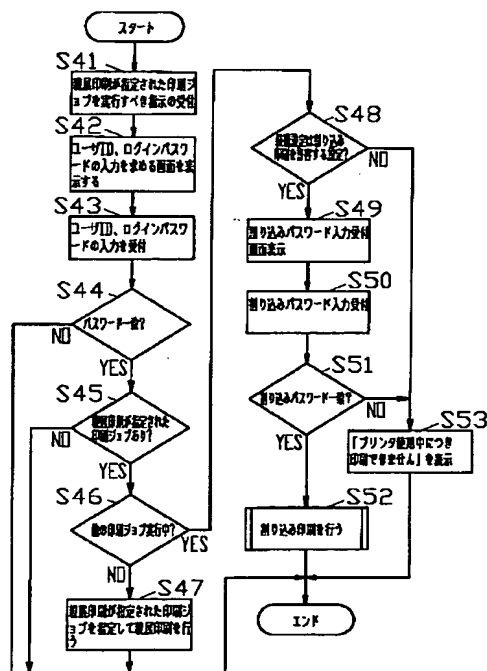 スタート
S41
親展印刷が指定された印刷ジ
ョブを実行すべき指示の受付
S42
ユーザID、ログインパスワ
ードの入力を求める画面を表
示する
S43
ユーザID、ログインパスワー
ドの入力を受付
S44
パスワード一致?
NO
YES
S45
親展印刷が指定された
印刷ジョブあり?
NO
YES
S46
他の印刷ジョブ実行中?
YES
NO
S47
親展印刷が指定された印刷ジ
ョブを指定して親展印刷を行
う
S48
設定は割り込み
印刷を許容する設定?
NO
YES
S49
割り込みパスワード入力受付
画面表示
S50
割り込みパスワード入力受付
S51
割り込みパスワード一致?
NO
YES
S52
割り込み印刷を行う
S53
「プリンタ使用中につき
印刷できません」を表示
エンド